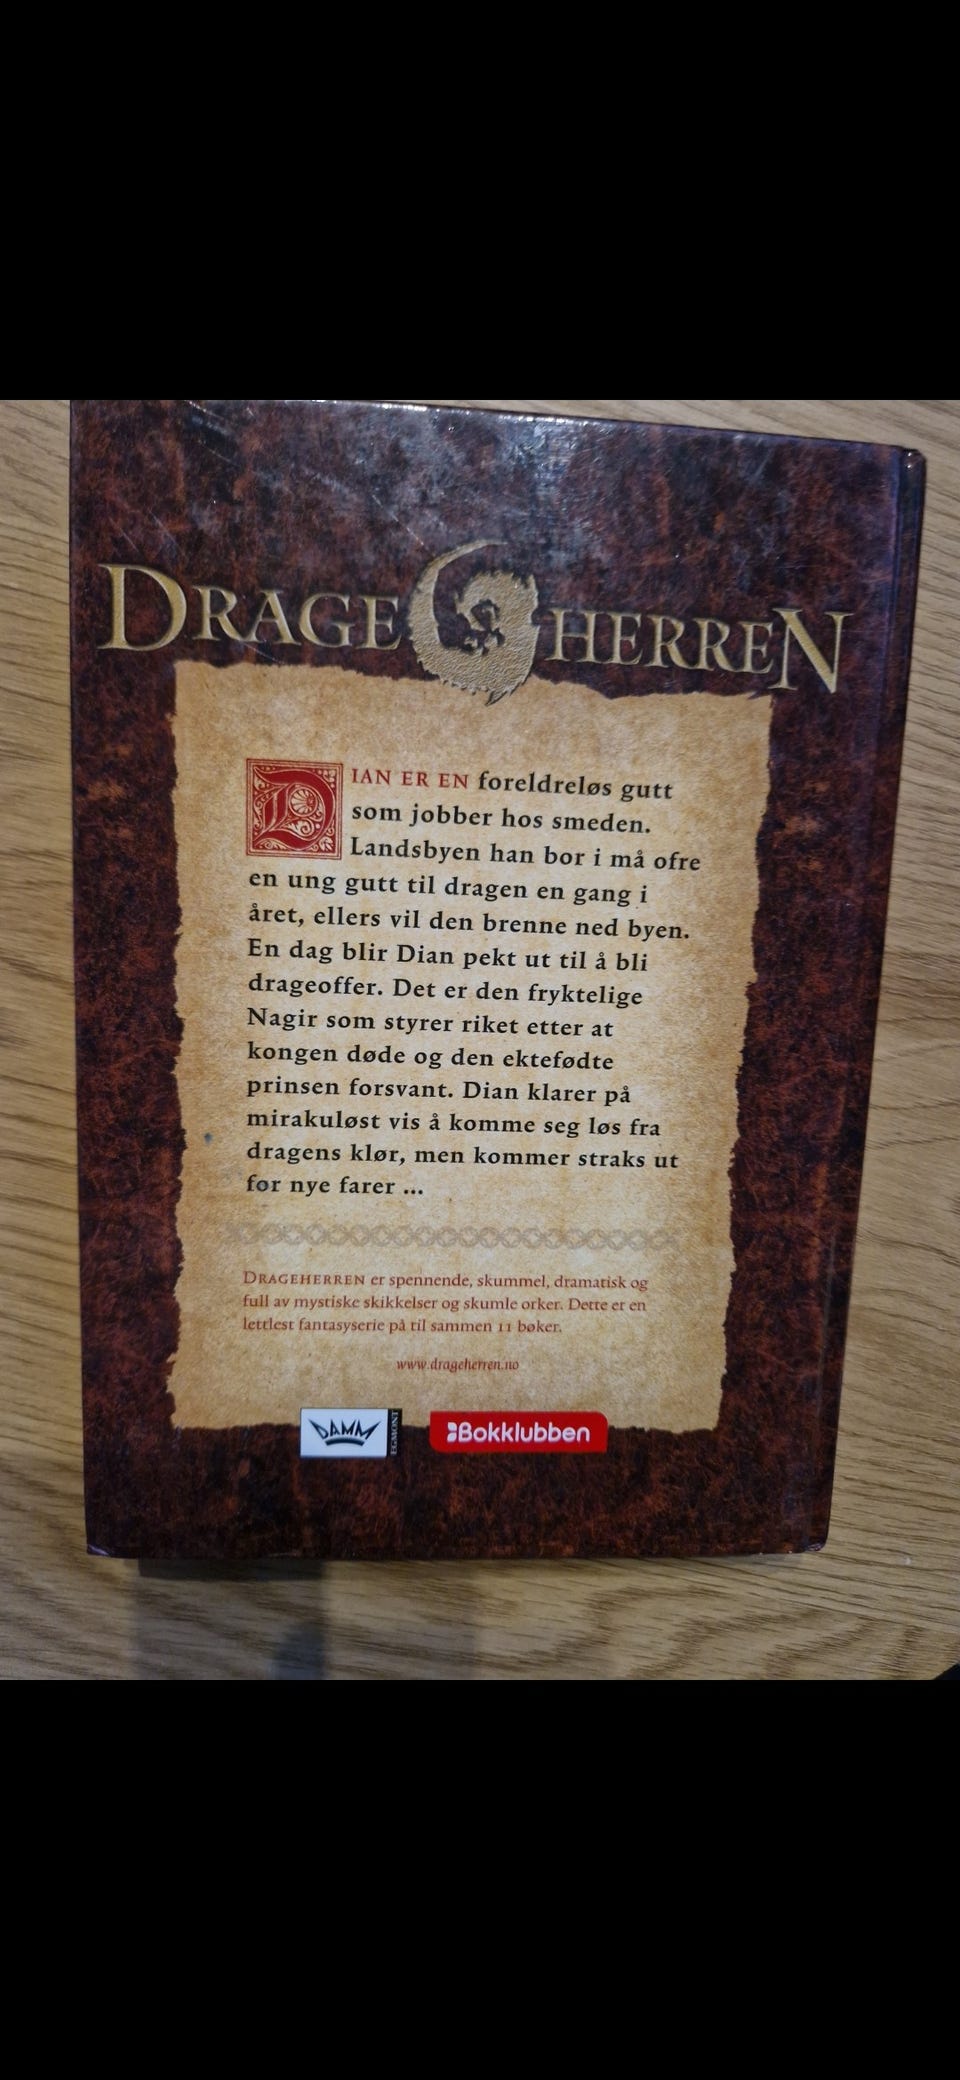 DRAGEHERREN
DIAN ER EN foreldreløs gutt
som jobber hos smeden.
Landsbyen han bor i må ofre
en ung gutt til dragen en gang i
året, ellers vil den brenne ned byen.
En dag blir Dian pekt ut til å bli
drageoffer. Det er den fryktelige
Nagir som styrer riket etter at
kongen døde og den ektefødte
prinsen forsvant. Dian klarer på
mirakuløst vis å komme seg løs fra
dragens klør, men kommer straks ut
for nye farer ...
DRAGEHERREN er spennende, skummel, dramatisk og
full av mystiske skikkelser og skumle orker. Dette er en
lettlest fantasyserie på til sammen 11 bøker.
www.drageherren.no
DAMM EGMONT Bokklubben